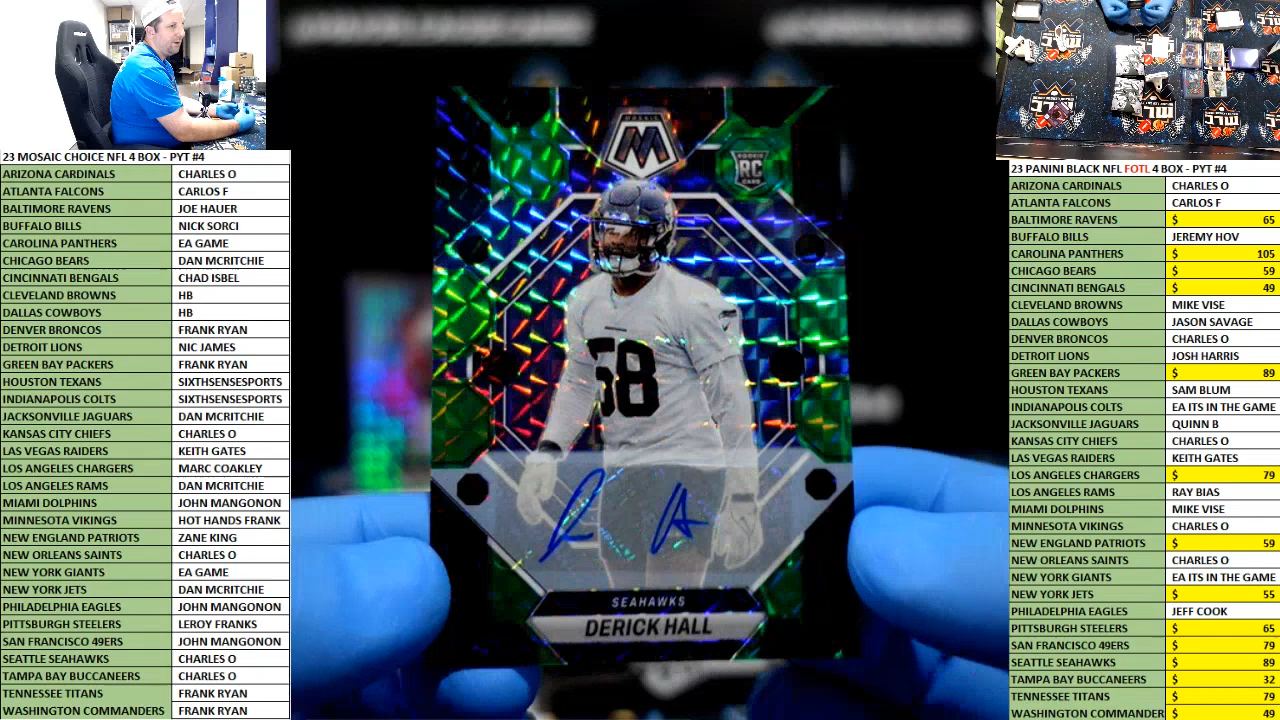 23 MOSAIC CHOICE NFL 4 BOX - PYT #4
ARIZONA CARDINALS CHARLES O
ATLANTA FALCONS CARLOS F
BALTIMORE RAVENS JOE HAUER
BUFFALO BILLS NICK SORCI
CAROLINA PANTHERS EA GAME
CHICAGO BEARS DAN MCRITCHIE
CINCINNATI BENGALS CHAD ISBEL
CLEVELAND BROWNS HB
DALLAS COWBOYS HB
DENVER BRONCOS FRANK RYAN
DETROIT LIONS NIC JAMES
GREEN BAY PACKERS FRANK RYAN
HOUSTON TEXANS SIXTHSENSESPORTS
INDIANAPOLIS COLTS SIXTHSENSESPORTS
JACKSONVILLE JAGUARS DAN MCRITCHIE
KANSAS CITY CHIEFS CHARLES O
LAS VEGAS RAIDERS KEITH GATES
LOS ANGELES CHARGERS MARC COAKLEY
LOS ANGELES RAMS DAN MCRITCHIE
MIAMI DOLPHINS JOHN MANGONON
MINNESOTA VIKINGS HOT HANDS FRANK
NEW ENGLAND PATRIOTS ZANE KING
NEW ORLEANS SAINTS CHARLES O
NEW YORK GIANTS EA GAME
NEW YORK JETS DAN MCRITCHIE
PHILADELPHIA EAGLES JOHN MANGONON
PITTSBURGH STEELERS LEROY FRANKS
SAN FRANCISCO 49ERS JOHN MANGONON
SEATTLE SEAHAWKS CHARLES O
TAMPA BAY BUCCANEERS CHARLES O
TENNESSEE TITANS FRANK RYAN
WASHINGTON COMMANDERS FRANK RYAN
MOSAIC
M
ROOKIE
RC
CARD
58
SEAHAWKS
DERICK HALL
23 PANINI BLACK NFL FOTL 4 BOX - PYT #4
ARIZONA CARDINALS CHARLES O
ATLANTA FALCONS CARLOS F
BALTIMORE RAVENS $ 65
BUFFALO BILLS JEREMY HOV
CAROLINA PANTHERS $ 105
CHICAGO BEARS $ 59
CINCINNATI BENGALS $ 49
CLEVELAND BROWNS MIKE VISE
DALLAS COWBOYS JASON SAVAGE
DENVER BRONCOS CHARLES O
DETROIT LIONS JOSH HARRIS
GREEN BAY PACKERS $ 89
HOUSTON TEXANS SAM BLUM
INDIANAPOLIS COLTS EA ITS IN THE GAME
JACKSONVILLE JAGUARS QUINN B
KANSAS CITY CHIEFS CHARLES O
LAS VEGAS RAIDERS KEITH GATES
LOS ANGELES CHARGERS $ 79
LOS ANGELES RAMS RAY BIAS
MIAMI DOLPHINS MIKE VISE
MINNESOTA VIKINGS CHARLES O
NEW ENGLAND PATRIOTS $ 59
NEW ORLEANS SAINTS CHARLES O
NEW YORK GIANTS EA ITS IN THE GAME
NEW YORK JETS $ 55
PHILADELPHIA EAGLES JEFF COOK
PITTSBURGH STEELERS $ 65
SAN FRANCISCO 49ERS $ 79
SEATTLE SEAHAWKS $ 89
TAMPA BAY BUCCANEERS $ 32
TENNESSEE TITANS $ 79
WASHINGTON COMMANDER $ 49